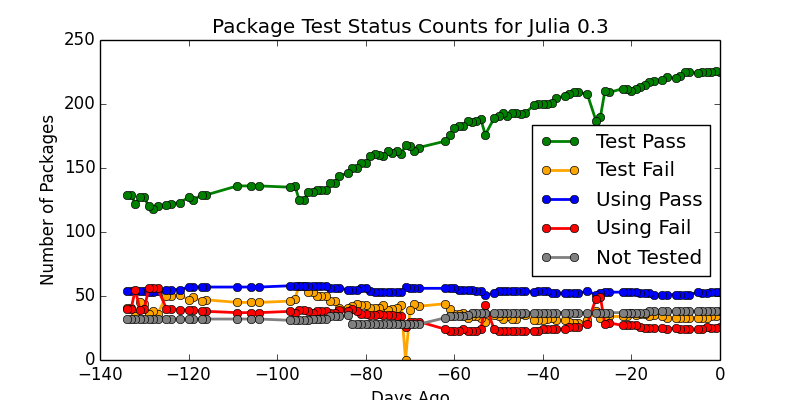 Package Test Status Counts for Julia 0.3
Number of Packages
250
200
150
100
50
0
Test Pass
Test Fail
Using Pass
Using Fail
Not Tested
−140 −120 −100 −80 −60 −40 −20 0
Days Ago